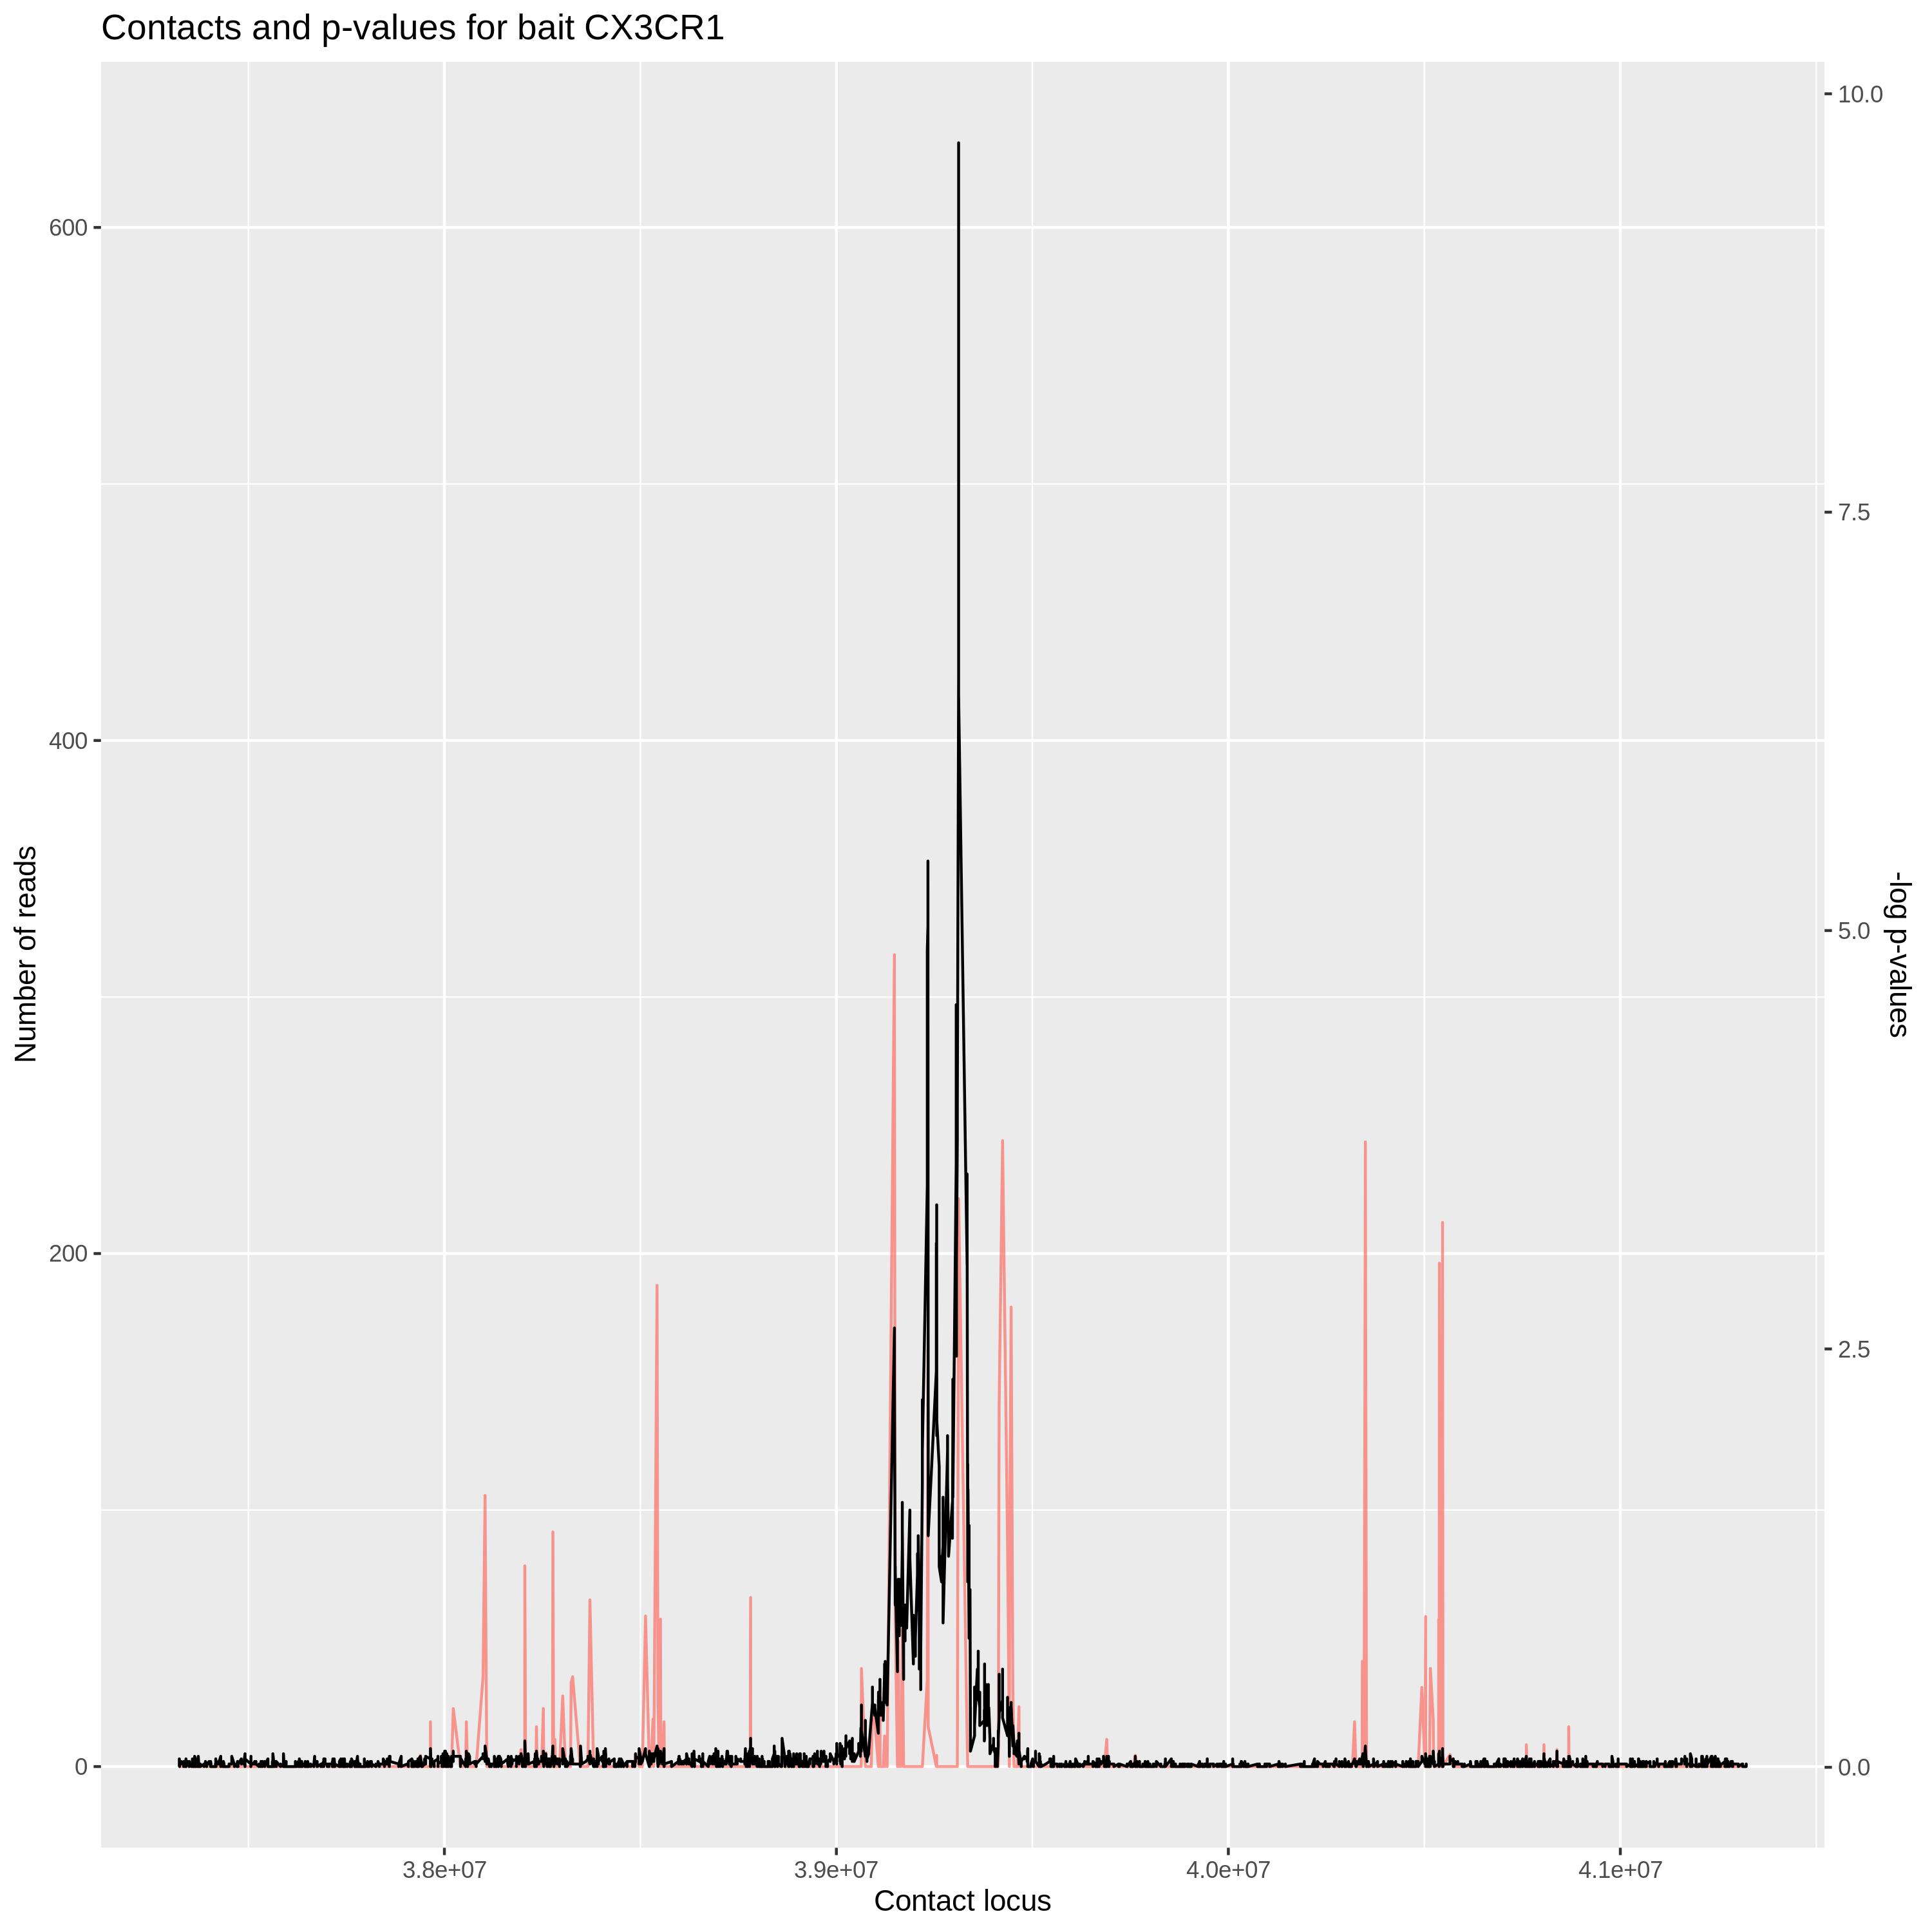 Contacts and p-values for bait CX3CR1
10.0
600
7.5
400
5.0
Number of reads
-log p-values
200
2.5
0
0.0
3.8e+07 3.9e+07 4.0e+07 4.1e+07
Contact locus